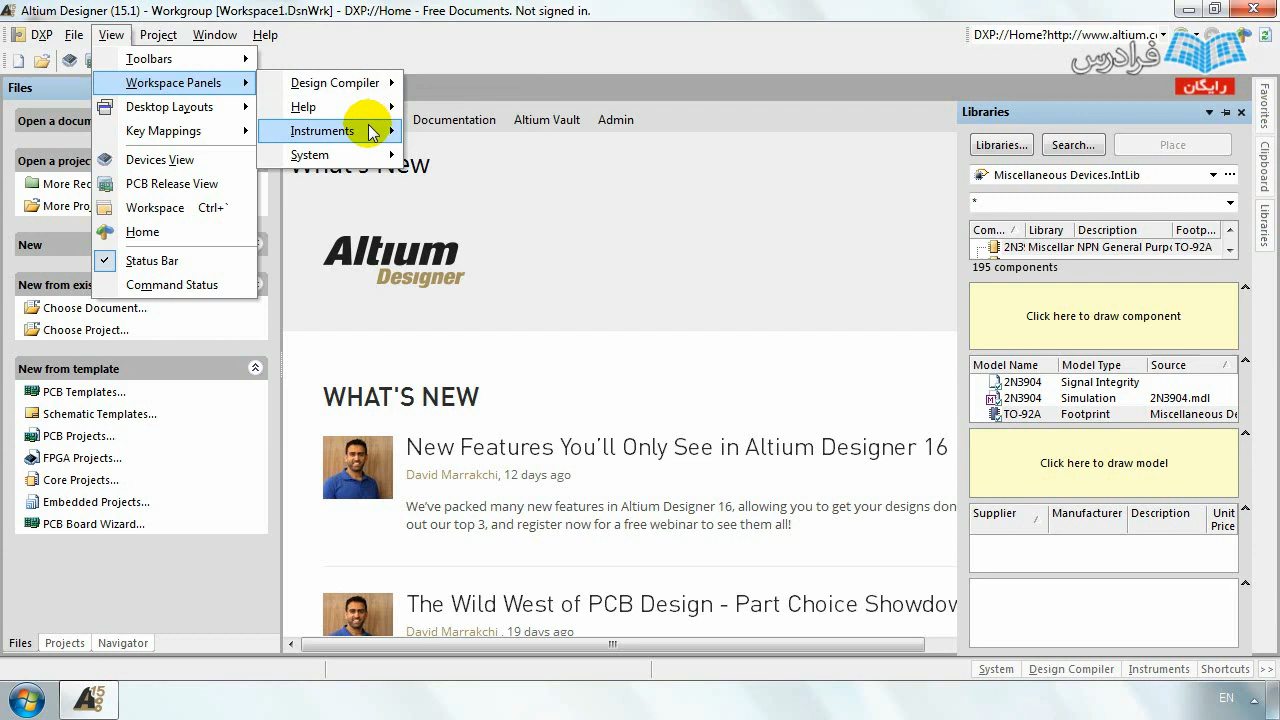 Altium Designer (15.1) - Workgroup [Workspace1.DsnWrk] - DXP://Home - Free Documents. Not signed in.
DXP File View Project Window Help
DXP://Home?http://www.altium.c
فرادرس
رایگان
Toolbars
Workspace Panels
Desktop Layouts
Key Mappings
Devices View
PCB Release View
Workspace Ctrl+`
Home
Status Bar
Command Status
Design Compiler
Help
Instruments
System
Files
Open a docum
Open a projec
More Rec
More Proj
New
New from exis
Choose Document...
Choose Project...
New from template
PCB Templates...
Schematic Templates...
PCB Projects...
FPGA Projects...
Core Projects...
Embedded Projects...
PCB Board Wizard...
Files Projects Navigator
Documentation Altium Vault Admin
What's New
Altium
Designer
WHAT'S NEW
New Features You'll Only See in Altium Designer 16
David Marrakchi, 12 days ago
We've packed many new features in Altium Designer 16, allowing you to get your designs don
out our top 3, and register now for a free webinar to see them all!
The Wild West of PCB Design - Part Choice Showdow
David Marrakchi , 19 days ago
Libraries
Libraries... Search... Place
Miscellaneous Devices.IntLib
*
Com... Library Description Footp...
2N3! Miscellar NPN General Purpc TO-92A
195 components
Click here to draw component
Model Name Model Type Source
2N3904 Signal Integrity
2N3904 Simulation 2N3904.mdl
TO-92A Footprint Miscellaneous De
Click here to draw model
Supplier Manufacturer Description Unit Price
Favorites
Clipboard
Libraries
System Design Compiler Instruments Shortcuts >>
A15
EN